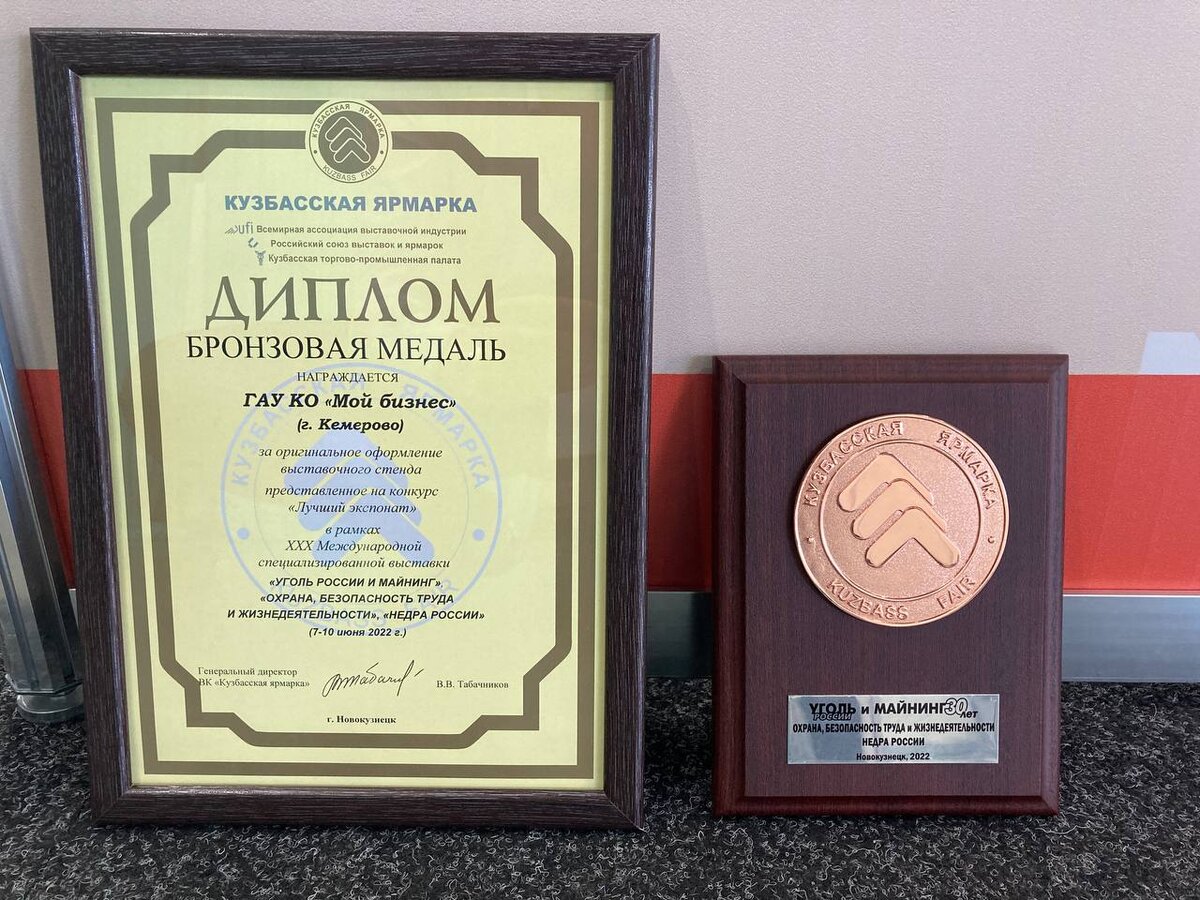 КУЗБАССКАЯ ЯРМАРКА
KUZBASS FAIR
КУЗБАССКАЯ ЯРМАРКА
ufi Всемирная ассоциация выставочной индустрии
Российский союз выставок и ярмарок
Кузбасская торгово-промышленная палата
ДИПЛОМ
БРОНЗОВАЯ МЕДАЛЬ
НАГРАЖДАЕТСЯ
ГАУ КО «Мой бизнес»
(г. Кемерово)
за оригинальное оформление
выставочного стенда
представленное на конкурс
«Лучший экспонат»
в рамках
XXX Международной
специализированной выставки
«УГОЛЬ РОССИИ И МАЙНИНГ»,
«ОХРАНА, БЕЗОПАСНОСТЬ ТРУДА
И ЖИЗНЕДЕЯТЕЛЬНОСТИ», «НЕДРА РОССИИ»
(7-10 июня 2022 г.)
Генеральный директор
ВК «Кузбасская ярмарка»
В.В. Табачников
г. Новокузнецк
КУЗБАССКАЯ ЯРМАРКА
KUZBASS FAIR
КУЗБАССКАЯ ЯРМАРКА
KUZBASS FAIR
УГОЛЬ и МАЙНИНГ 30
РОССИИ лет
ОХРАНА, БЕЗОПАСНОСТЬ ТРУДА и ЖИЗНЕДЕЯТЕЛЬНОСТИ
НЕДРА РОССИИ
Новокузнецк, 2022